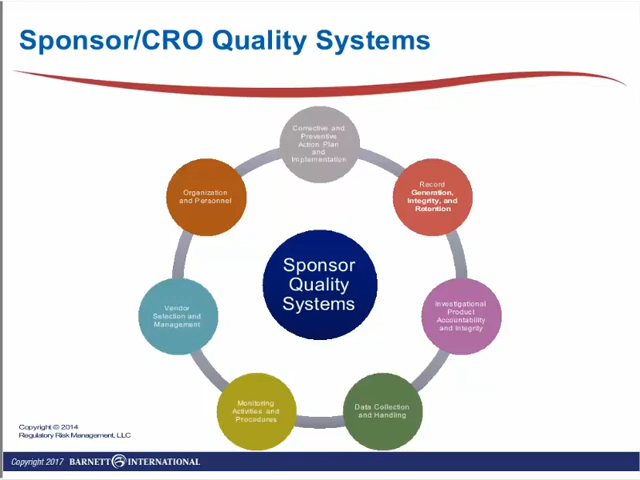 Sponsor/CRO Quality Systems
Corrective and
Preventive
Action Plan
and
Implementation
Record
Generation,
Integrity, and
Retention
Organization
and Personnel
Sponsor
Quality
Systems
Investigational
Product
Accountability
and Integrity
Vendor
Selection and
Management
Monitoring
Activities and
Procedures
Data Collection
and Handling
Copyright © 2014
Regulatory Risk Management, LLC
Copyright 2017 BARNETT INTERNATIONAL